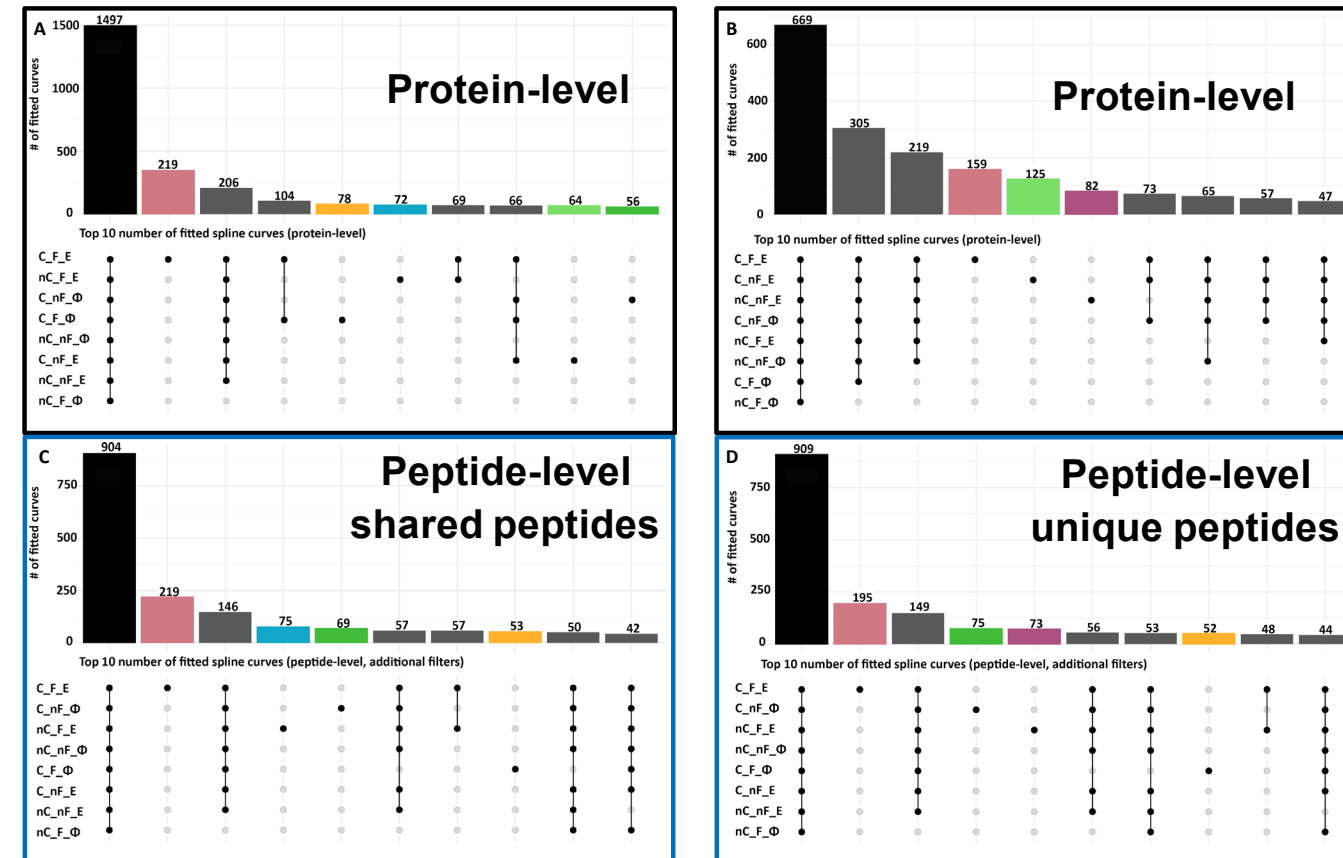 A
1497
1500
1000
500
0
# of fitted curves
Protein-level
219
206
104
78
72
69
66
64
56
Top 10 number of fitted spline curves (protein-level)
C_F_E
nC_F_E
C_nF_Φ
C_F_Φ
nC_nF_Φ
C_nF_E
nC_nF_E
nC_F_Φ
B
669
600
400
200
0
# of fitted curves
Protein-level
305
219
159
125
82
73
65
57
47
Top 10 number of fitted spline curves (protein-level)
C_F_E
C_nF_E
nC_nF_E
C_nF_Φ
nC_F_E
nC_nF_Φ
C_F_Φ
nC_F_Φ
C
904
750
500
250
0
# of fitted curves
Peptide-level
shared peptides
219
146
75
69
57
57
53
50
42
Top 10 number of fitted spline curves (peptide-level, additional filters)
C_F_E
C_nF_Φ
nC_F_E
nC_nF_Φ
C_F_Φ
C_nF_E
nC_nF_E
nC_F_Φ
D
909
750
500
250
0
# of fitted curves
Peptide-level
unique peptides
195
149
75
73
56
53
52
48
44
Top 10 number of fitted spline curves (peptide-level, additional filters)
C_F_E
C_nF_Φ
nC_F_E
nC_nF_Φ
C_F_Φ
C_nF_E
nC_nF_E
nC_F_Φ